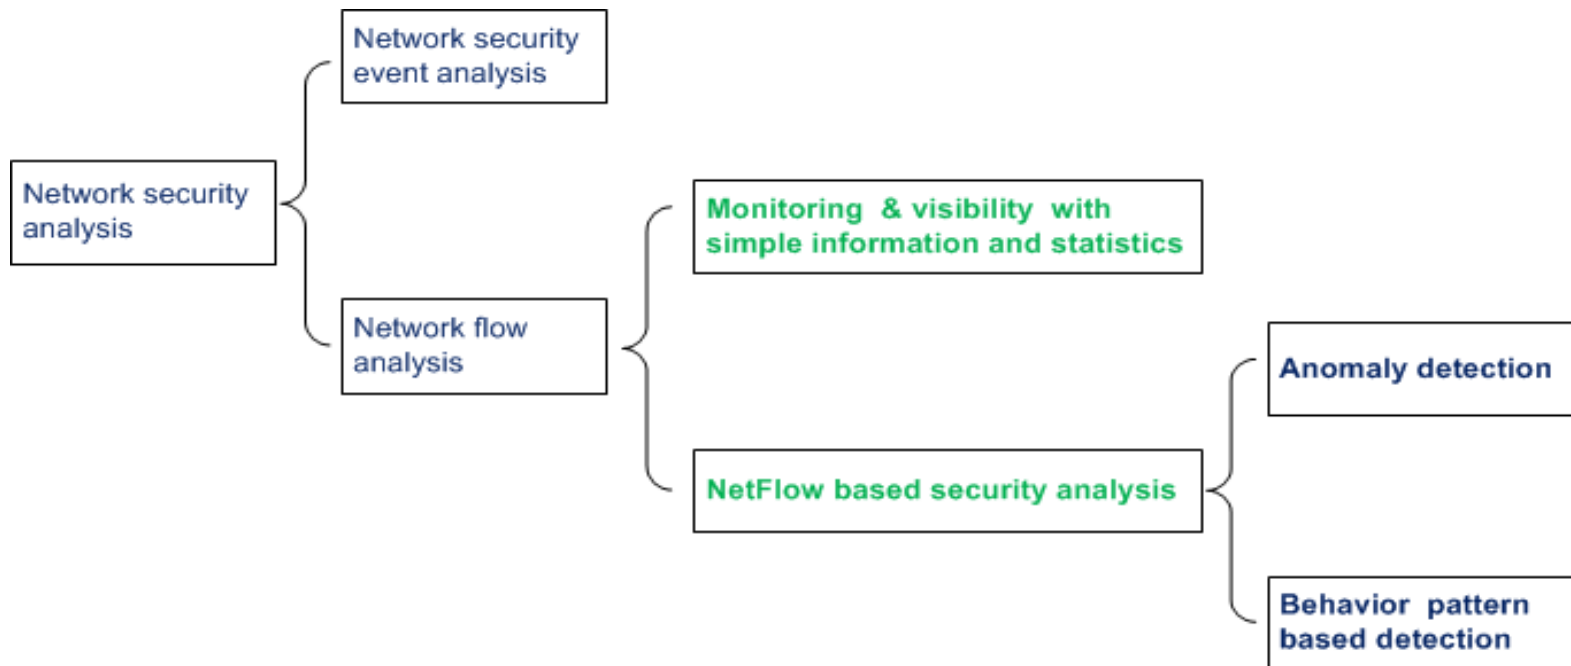 Network security
event analysis
Network security
analysis
Monitoring & visibility with
simple information and statistics
Network flow
analysis
Anomaly detection
NetFlow based security analysis
Behavior pattern
based detection